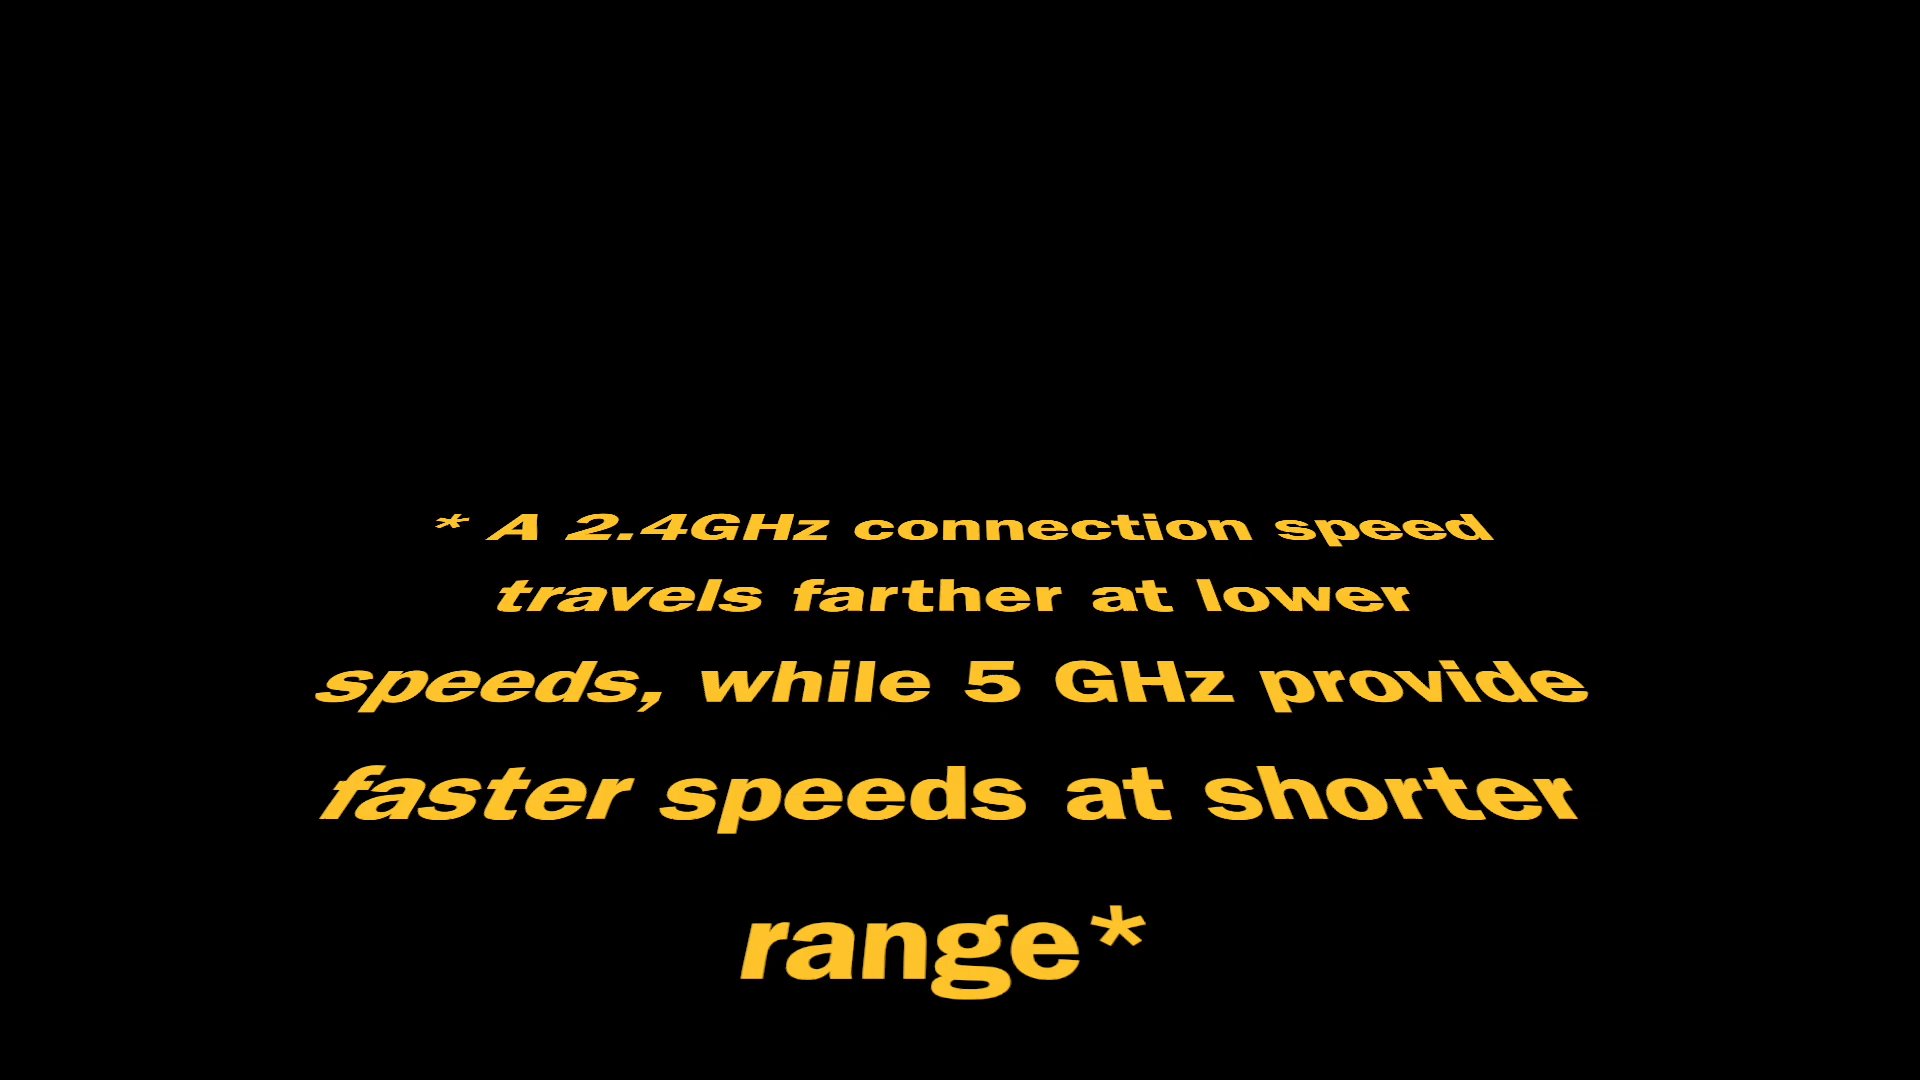 * A 2.4GHz connection speed
travels farther at lower
speeds, while 5 GHz provide
faster speeds at shorter
range*